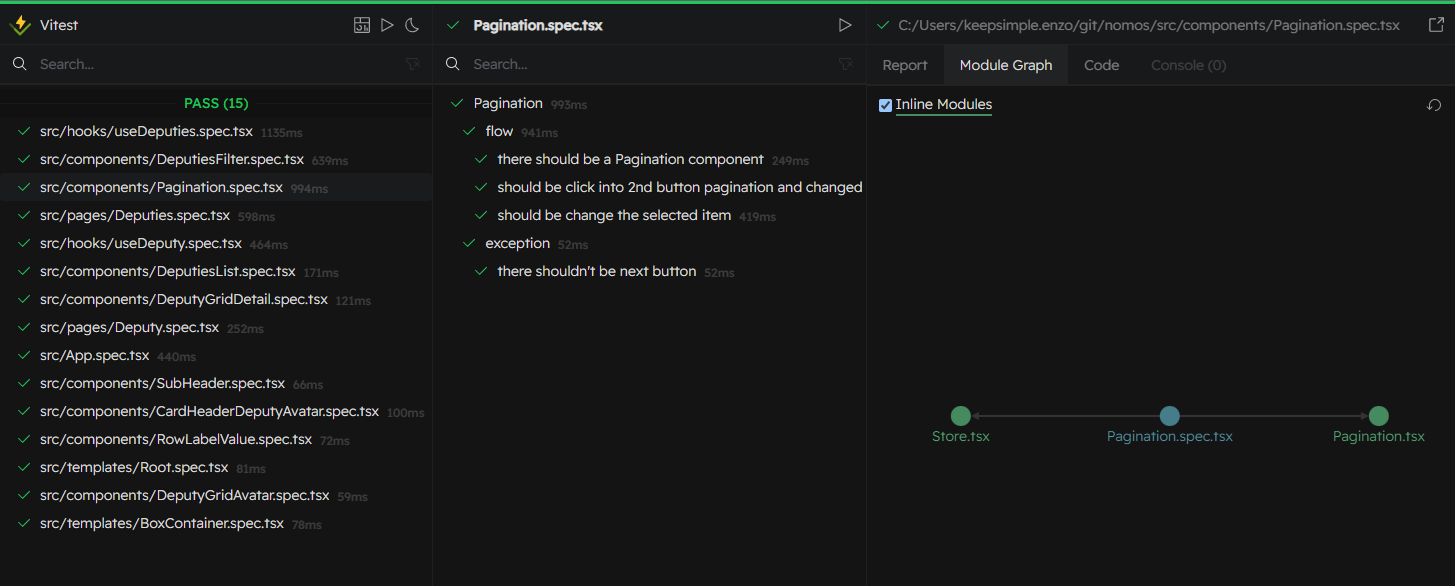 Vitest
Search...
PASS (15)
src/hooks/useDeputies.spec.tsx 1135ms
src/components/DeputiesFilter.spec.tsx 639ms
src/components/Pagination.spec.tsx 994ms
src/pages/Deputies.spec.tsx 598ms
src/hooks/useDeputy.spec.tsx 464ms
src/components/DeputiesList.spec.tsx 171ms
src/components/DeputyGridDetail.spec.tsx 121ms
src/pages/Deputy.spec.tsx 252ms
src/App.spec.tsx 440ms
src/components/SubHeader.spec.tsx 66ms
src/components/CardHeaderDeputyAvatar.spec.tsx 100ms
src/components/RowLabelValue.spec.tsx 72ms
src/templates/Root.spec.tsx 81ms
src/components/DeputyGridAvatar.spec.tsx 59ms
src/templates/BoxContainer.spec.tsx 78ms
Pagination.spec.tsx
Search...
Pagination 993ms
flow 941ms
there should be a Pagination component 249ms
should be click into 2nd button pagination and changed
should be change the selected item 419ms
exception 52ms
there shouldn't be next button 52ms
C:/Users/keepsimple.enzo/git/nomos/src/components/Pagination.spec.tsx
Report Module Graph Code Console (0)
Inline Modules
Store.tsx Pagination.spec.tsx Pagination.tsx